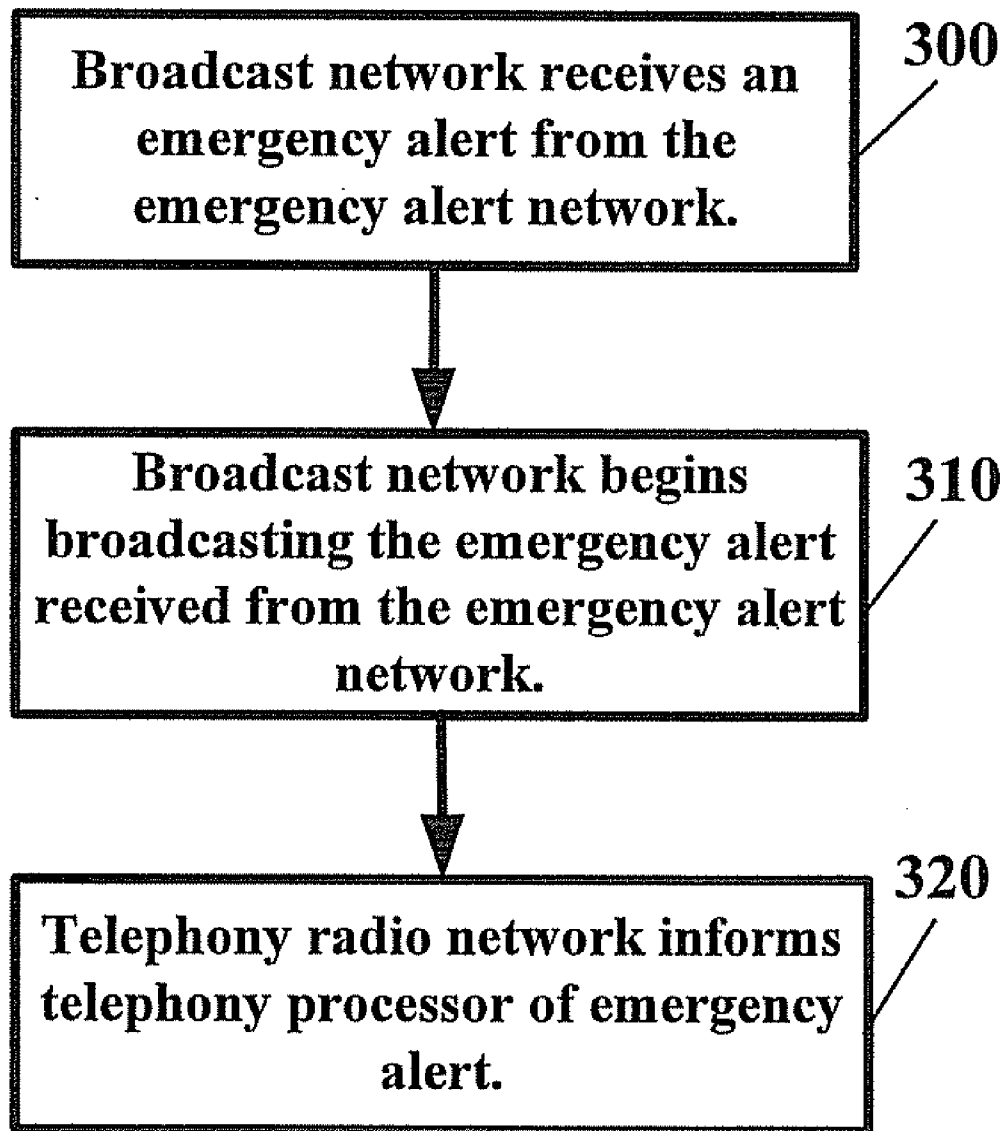 300
Broadcast network receives an
emergency alert from the
emergency alert network.
310
Broadcast network begins
broadcasting the emergency alert
received from the emergency alert
network.
320
Telephony radio network informs
telephony processor of emergency
alert.